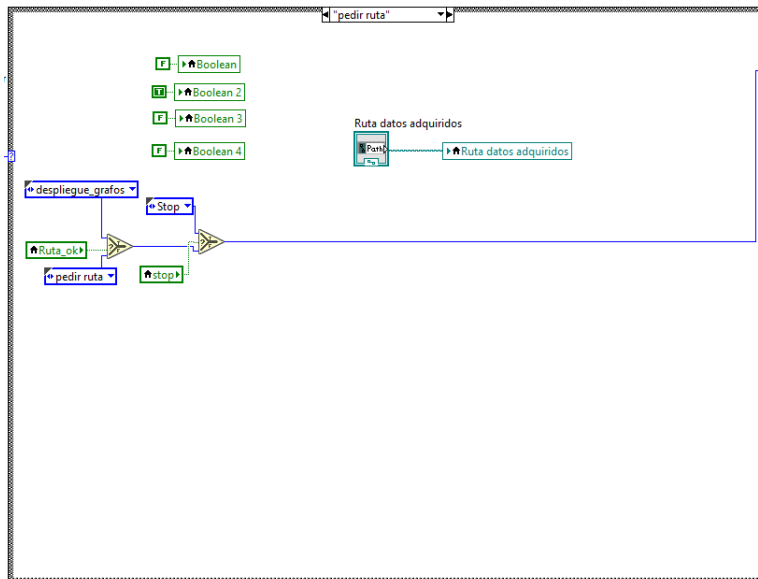 "pedir ruta"
F Boolean
T Boolean 2
F Boolean 3
F Boolean 4
Ruta datos adquiridos
Path
Ruta datos adquiridos
despliegue_grafos
Stop
Ruta_ok
pedir ruta
stop